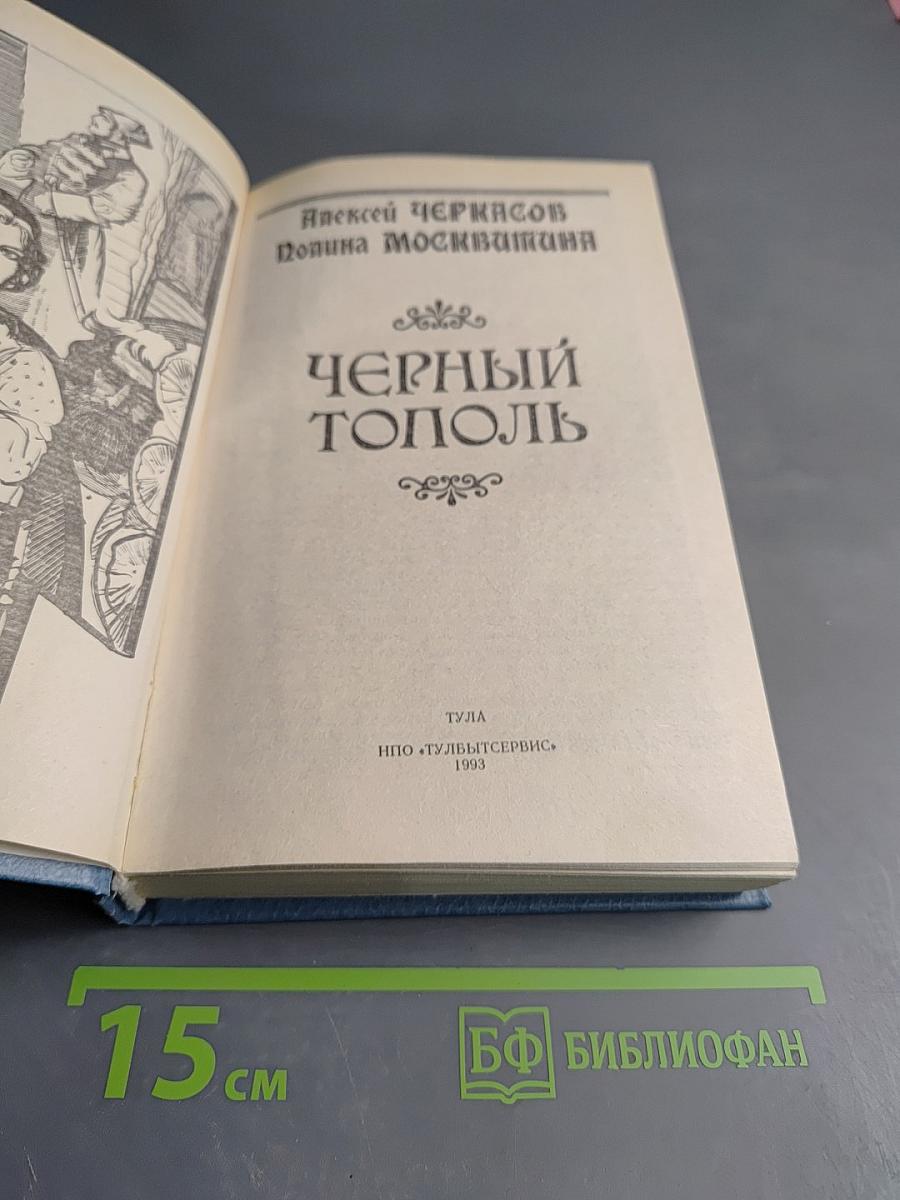 Алексей ЧЕРКАСОВ
Полина МОСКВИТИНА
ЧЕРНЫЙ
ТОПОЛЬ
ТУЛА
НПО «ТУЛБЫТСЕРВИС»
1993
15 см
БФ БИБЛИОФАН